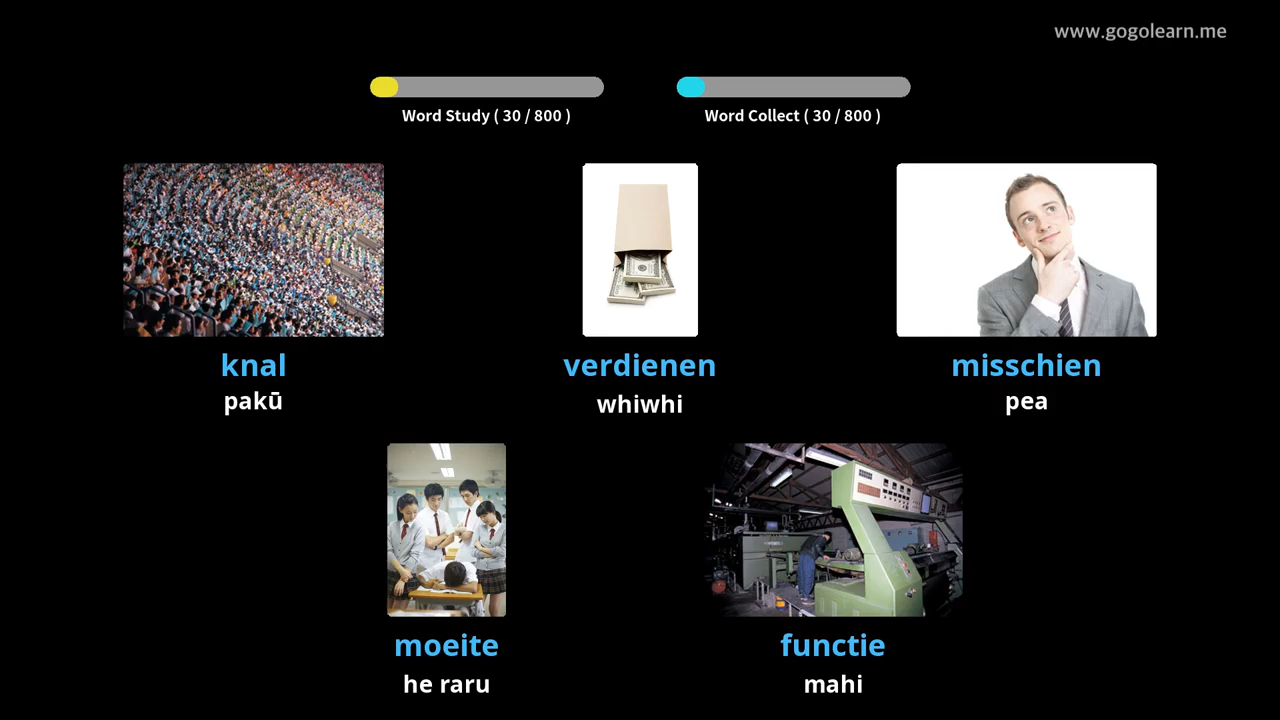 www.gogolearn.me
Word Study ( 30 / 800 )
Word Collect ( 30 / 800 )
knal
pakū
verdienen
whiwhi
misschien
pea
moeite
he raru
functie
mahi